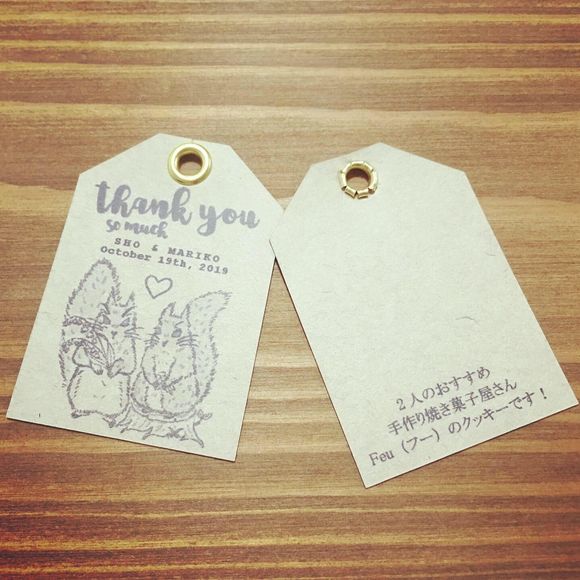 thank you
so much
SHO & MARIKO
October 19th, 2019
2人のおすすめ
手作り焼き菓子屋さん
Feu（フー）のクッキーです！